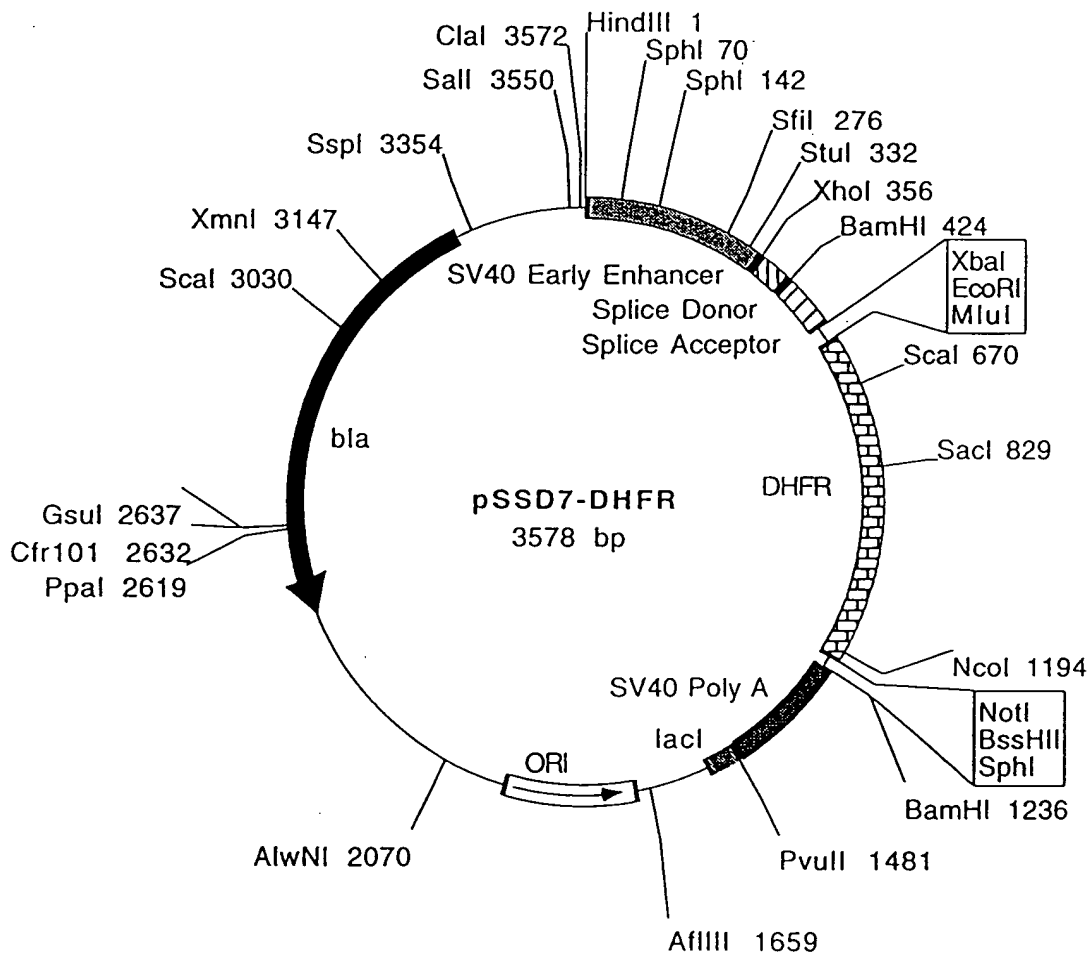 HindIII 1
ClaI 3572
SphI 70
SalI 3550
SphI 142
SfiI 276
SspI 3354
StuI 332
XhoI 356
XmnI 3147
BamHI 424
XbaI
EcoRI
MluI
ScaI 3030
SV40 Early Enhancer
Splice Donor
Splice Acceptor
ScaI 670
bla
SacI 829
DHFR
pSSD7-DHFR
3578 bp
GsuI 2637
Cfr101 2632
PpaI 2619
NcoI 1194
SV40 Poly A
NotI
BssHII
SphI
lacI
ORI
BamHI 1236
AlwNI 2070
PvuII 1481
AflIII 1659